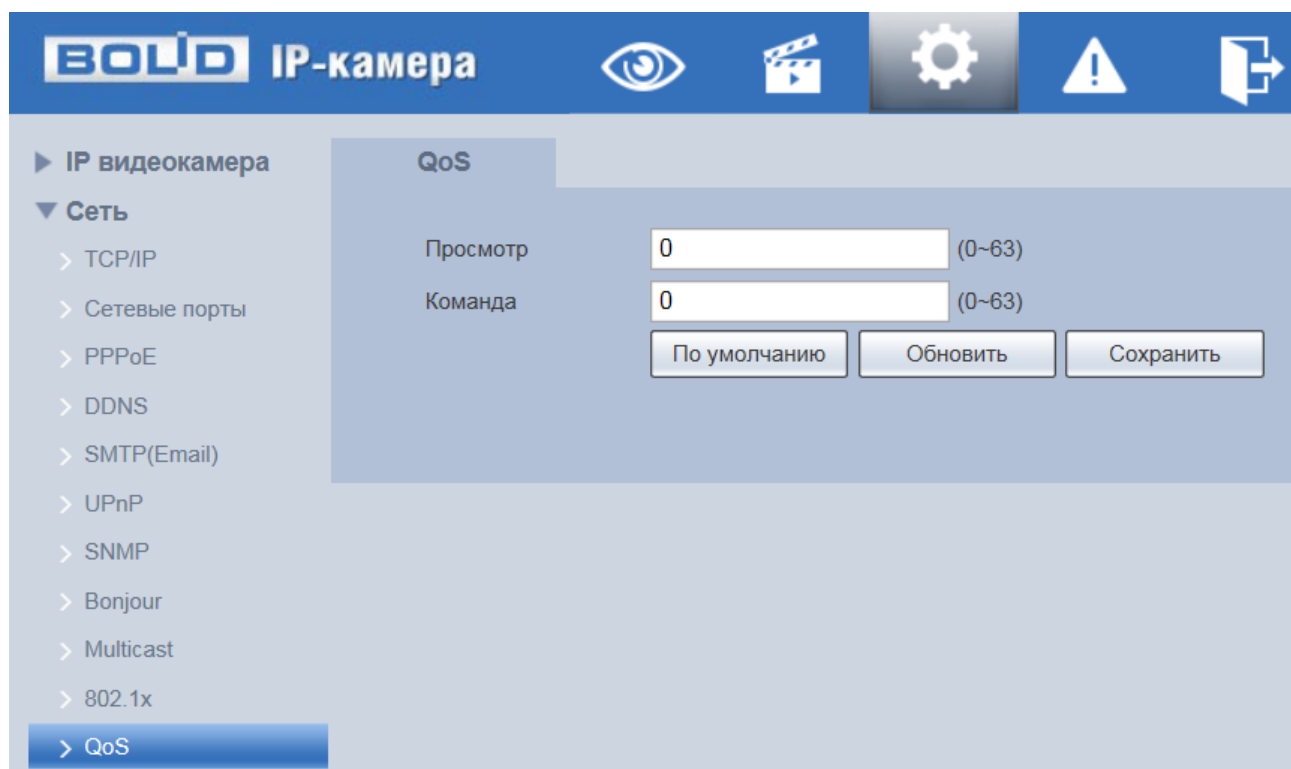 BOLID IP-камера
IP видеокамера
Сеть
TCP/IP
Сетевые порты
PPPoE
DDNS
SMTP(Email)
UPnP
SNMP
Bonjour
Multicast
802.1x
QoS
QoS
Просмотр 0 (0~63)
Команда 0 (0~63)
По умолчанию Обновить Сохранить